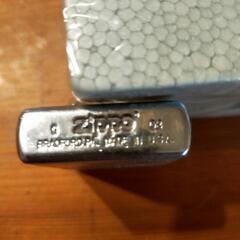 G Zippo 03
BRADFORD, PA. MADE IN U.S.A.